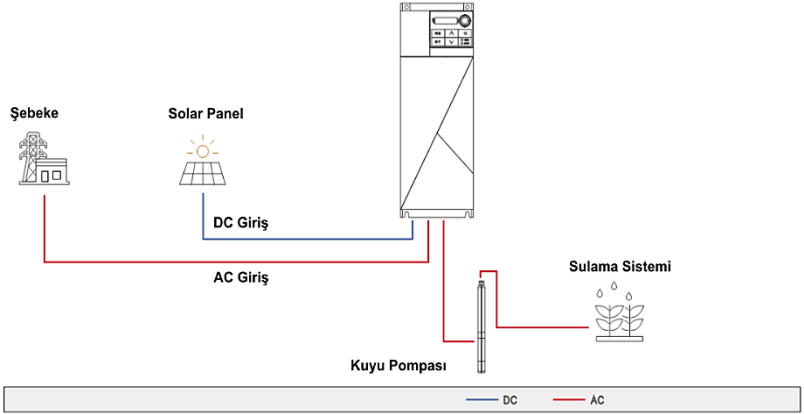 Şebeke
Solar Panel
DC Giriş
AC Giriş
Sulama Sistemi
Kuyu Pompası
DC
AC